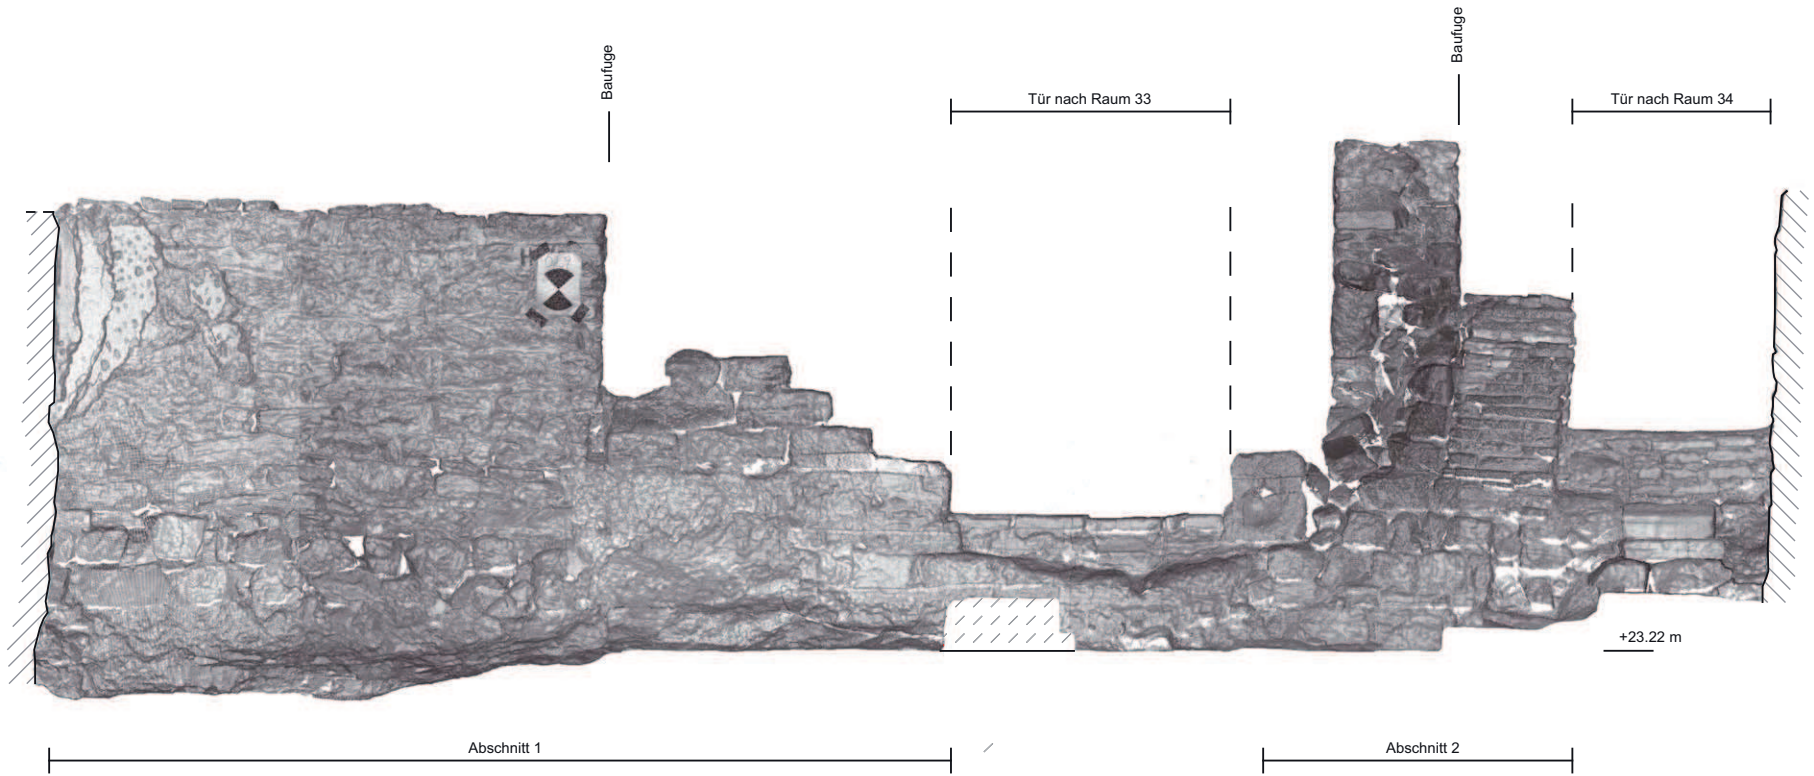 Baufuge
Baufuge
Tür nach Raum 33
Tür nach Raum 34
+23.22 m
Abschnitt 1
Abschnitt 2